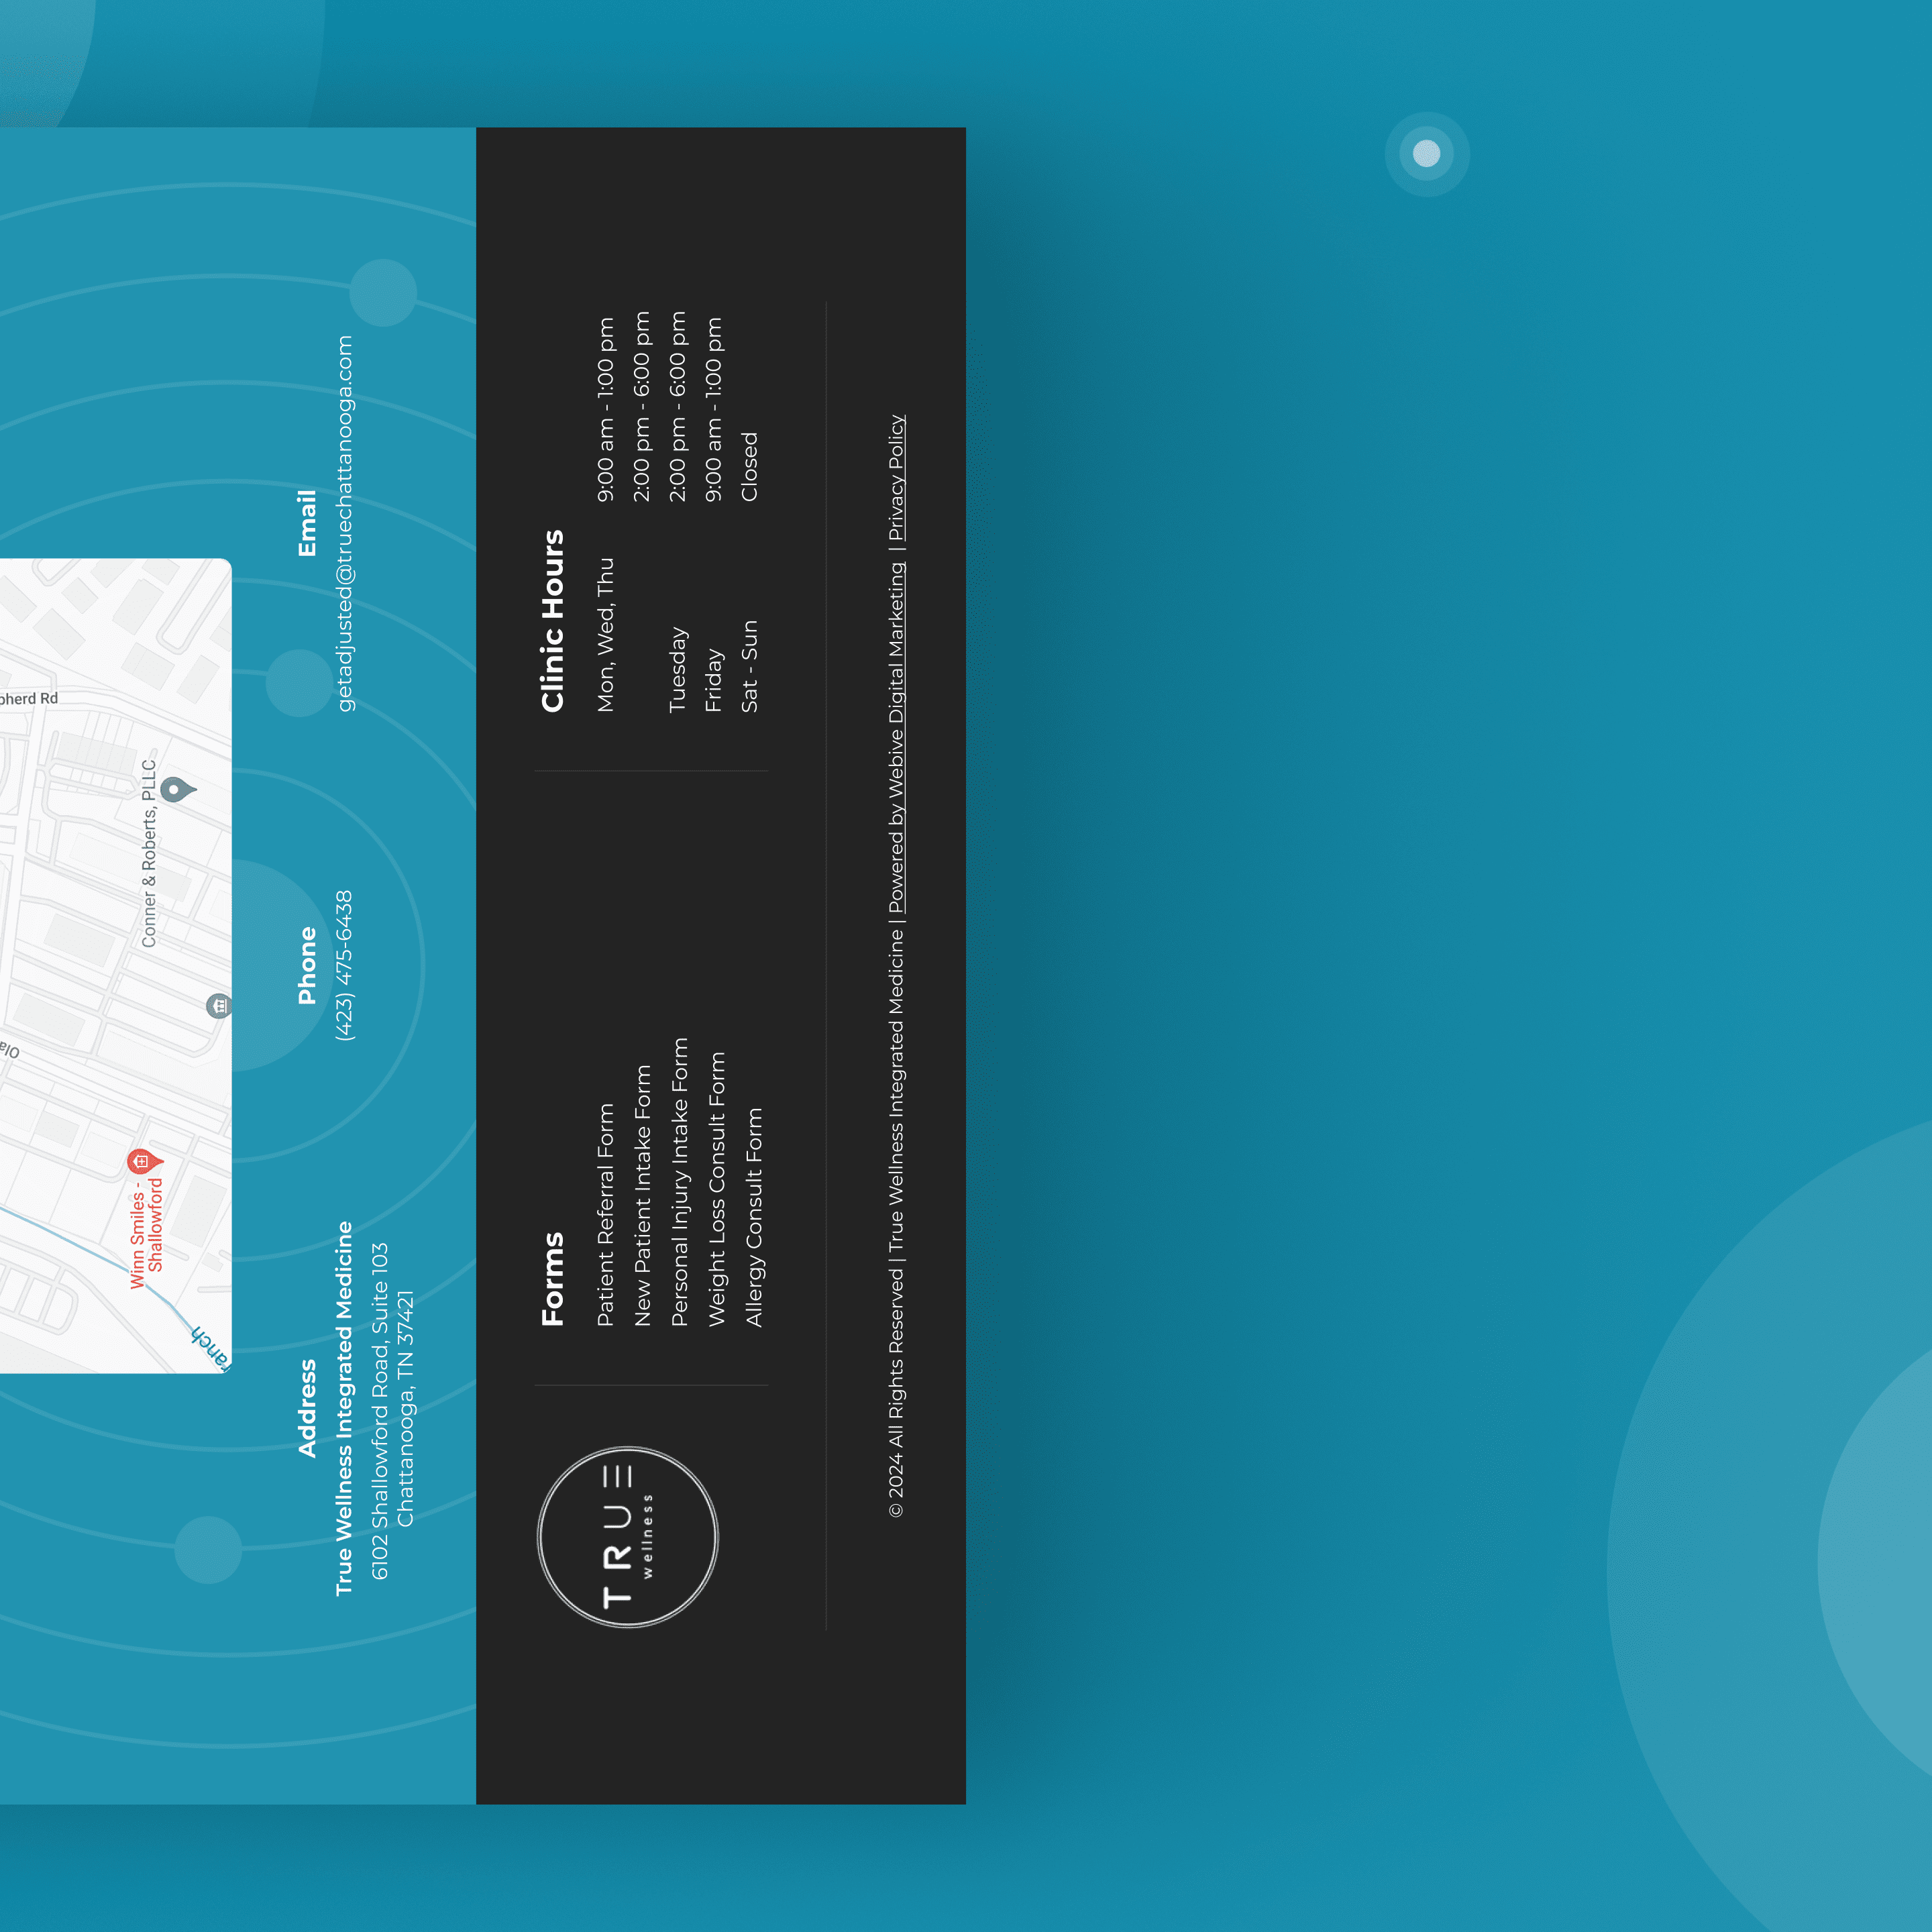 pherd Rd
Conner & Roberts, PLLC
Winn Smiles -
Shallowford
ranch
Address
True Wellness Integrated Medicine
6102 Shallowford Road, Suite 103
Chattanooga, TN 37421
Phone
(423) 475-6438
Email
getadjusted@truechattanooga.com
TRUE
wellness
Forms
Patient Referral Form
New Patient Intake Form
Personal Injury Intake Form
Weight Loss Consult Form
Allergy Consult Form
Clinic Hours
Mon, Wed, Thu 9:00 am - 1:00 pm
2:00 pm - 6:00 pm
Tuesday 2:00 pm - 6:00 pm
Friday 9:00 am - 1:00 pm
Sat - Sun Closed
© 2024 All Rights Reserved | True Wellness Integrated Medicine | Powered by Webive Digital Marketing | Privacy Policy